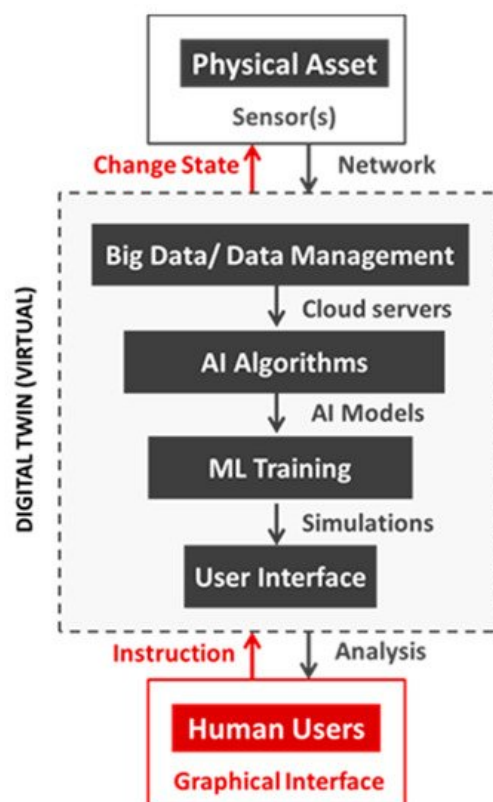 Physical Asset
Sensor(s)
Change State
Network
DIGITAL TWIN (VIRTUAL)
Big Data/ Data Management
Cloud servers
AI Algorithms
AI Models
ML Training
Simulations
User Interface
Instruction
Analysis
Human Users
Graphical Interface